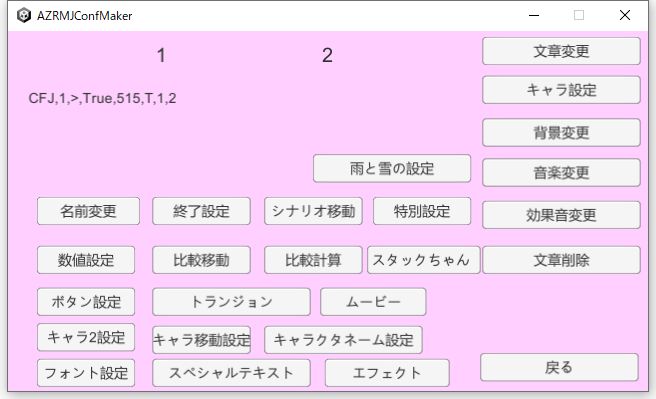 AZRMJConfMaker
1
2
文章変更
CFJ,1,>,True,515,T,1,2
キャラ設定
背景変更
雨と雪の設定
音楽変更
名前変更
終了設定
シナリオ移動
特別設定
効果音変更
数値設定
比較移動
比較計算
スタックちゃん
文章削除
ボタン設定
トランジョン
ムービー
キャラ2設定
キャラ移動設定
キャラクタネーム設定
フォント設定
スペシャルテキスト
エフェクト
戻る